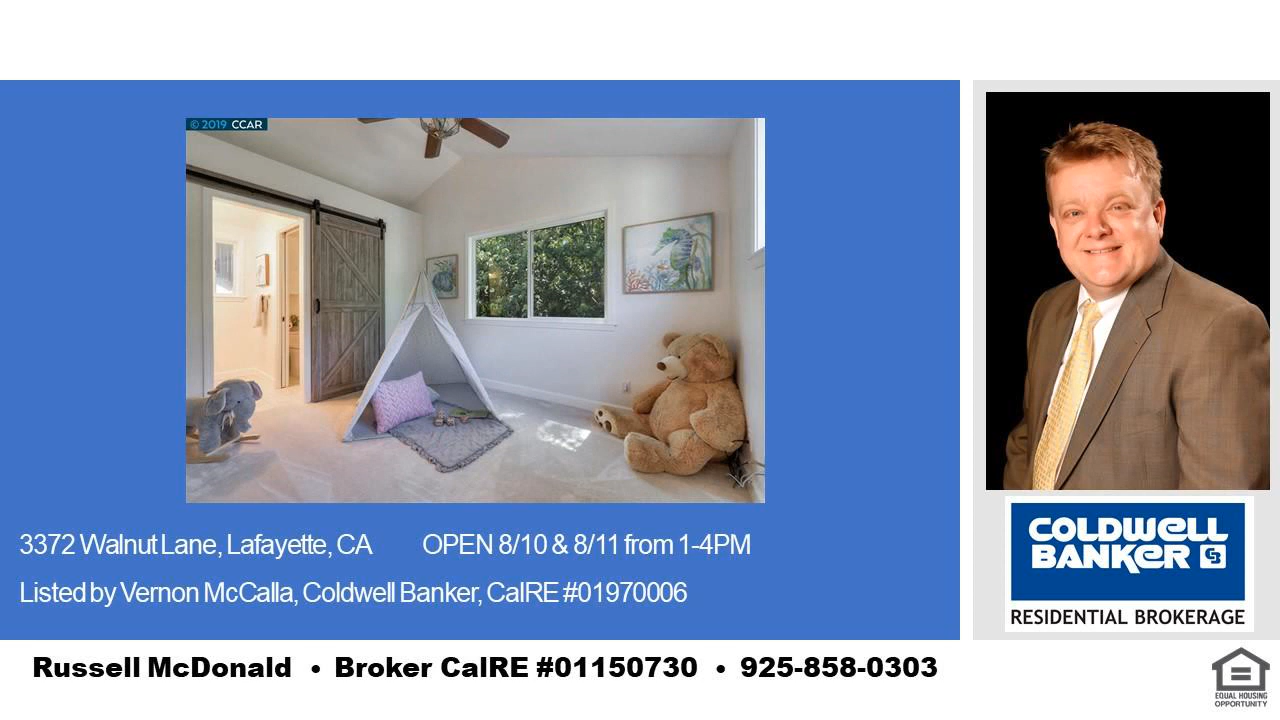 © 2019 CCAR
3372 Walnut Lane, Lafayette, CA OPEN 8/10 & 8/11 from 1-4PM
Listed by Vernon McCalla, Coldwell Banker, CalRE #01970006
COLDWELL
BANKER CB
RESIDENTIAL BROKERAGE
Russell McDonald • Broker CalRE #01150730 • 925-858-0303
EQUAL HOUSING
OPPORTUNITY